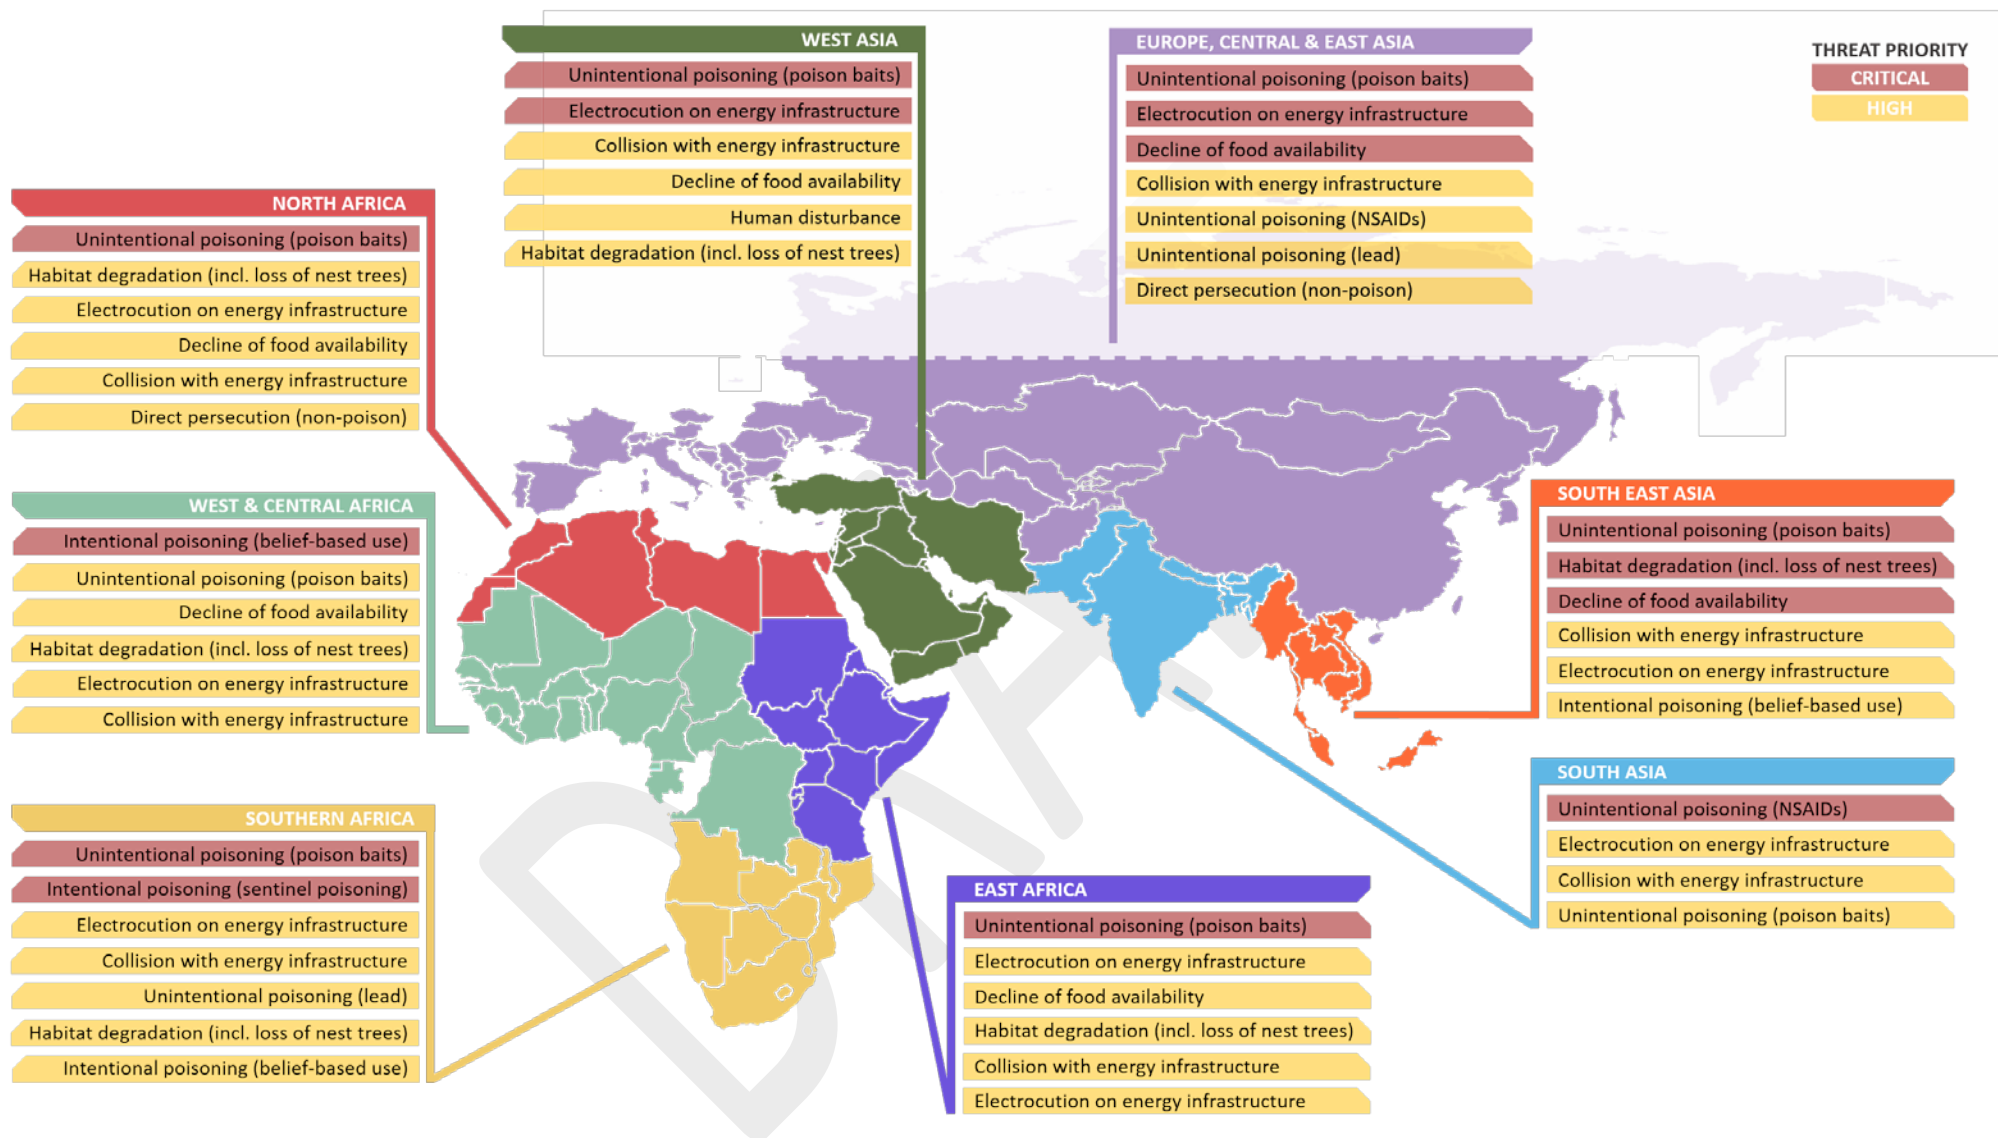 WEST ASIA
Unintentional poisoning (poison baits)
Electrocution on energy infrastructure
Collision with energy infrastructure
Decline of food availability
Human disturbance
Habitat degradation (incl. loss of nest trees)
EUROPE, CENTRAL & EAST ASIA
Unintentional poisoning (poison baits)
Electrocution on energy infrastructure
Decline of food availability
Collision with energy infrastructure
Unintentional poisoning (NSAIDs)
Unintentional poisoning (lead)
Direct persecution (non-poison)
THREAT PRIORITY
CRITICAL
HIGH
NORTH AFRICA
Unintentional poisoning (poison baits)
Habitat degradation (incl. loss of nest trees)
Electrocution on energy infrastructure
Decline of food availability
Collision with energy infrastructure
Direct persecution (non-poison)
WEST & CENTRAL AFRICA
Intentional poisoning (belief-based use)
Unintentional poisoning (poison baits)
Decline of food availability
Habitat degradation (incl. loss of nest trees)
Electrocution on energy infrastructure
Collision with energy infrastructure
SOUTH EAST ASIA
Unintentional poisoning (poison baits)
Habitat degradation (incl. loss of nest trees)
Decline of food availability
Collision with energy infrastructure
Electrocution on energy infrastructure
Intentional poisoning (belief-based use)
SOUTH ASIA
Unintentional poisoning (NSAIDs)
Electrocution on energy infrastructure
Collision with energy infrastructure
Unintentional poisoning (poison baits)
SOUTHERN AFRICA
Unintentional poisoning (poison baits)
Intentional poisoning (sentinel poisoning)
Electrocution on energy infrastructure
Collision with energy infrastructure
Unintentional poisoning (lead)
Habitat degradation (incl. loss of nest trees)
Intentional poisoning (belief-based use)
EAST AFRICA
Unintentional poisoning (poison baits)
Electrocution on energy infrastructure
Decline of food availability
Habitat degradation (incl. loss of nest trees)
Collision with energy infrastructure
Electrocution on energy infrastructure